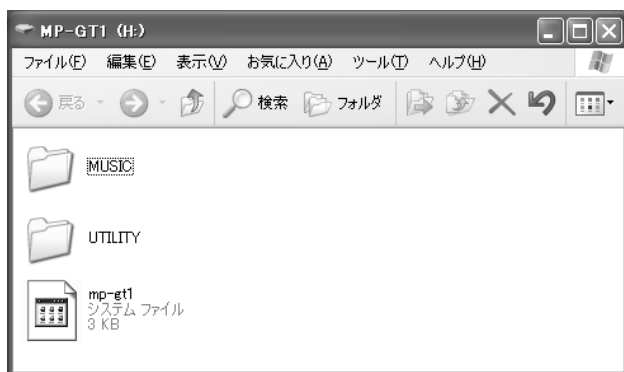 MP-GT1 (H:)
ファイル(F) 編集(E) 表示(V) お気に入り(A) ツール(T) ヘルプ(H)
戻る 検索 フォルダ
MUSIC
UTILITY
mp-gt1
システム ファイル
3 KB